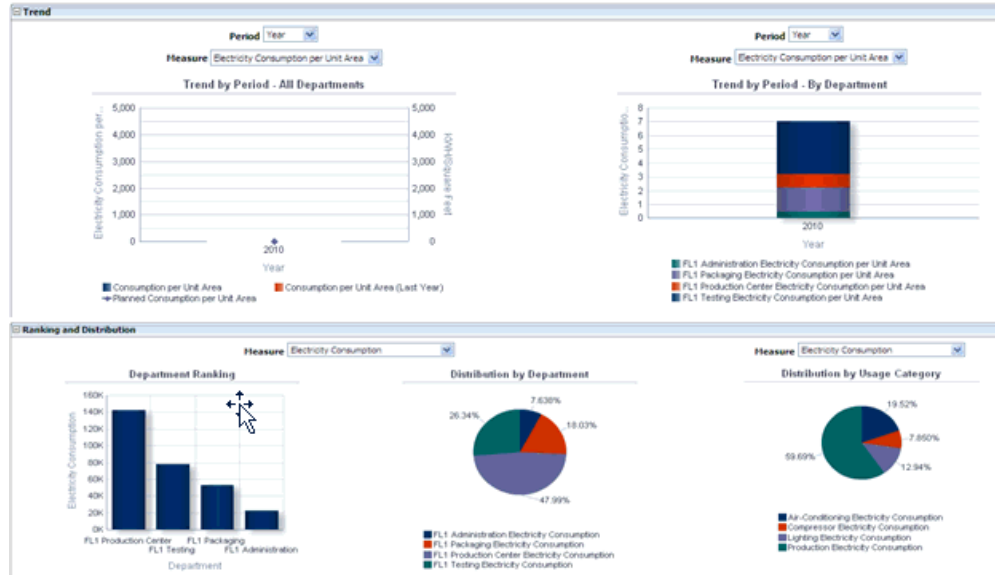 Trend
Period Year
Measure Electricity Consumption per Unit Area
Trend by Period - All Departments
5,000
4,000
3,000
2,000
1,000
0
Electricity Consumption per...
5,000
4,000
3,000
2,000
1,000
0
KWH/Square Feet
2010
Year
Consumption per Unit Area
Consumption per Unit Area (Last Year)
Planned Consumption per Unit Area
Period Year
Measure Electricity Consumption per Unit Area
Trend by Period - By Department
8
7
6
5
4
3
2
1
0
Electricity Consumptio...
2010
Year
FL1 Administration Electricity Consumption per Unit Area
FL1 Packaging Electricity Consumption per Unit Area
FL1 Production Center Electricity Consumption per Unit Area
FL1 Testing Electricity Consumption per Unit Area
Ranking and Distribution
Measure Electricity Consumption
Department Ranking
160K
140K
120K
100K
80K
60K
40K
20K
0K
Electricity Consumption
FL1 Production Center
FL1 Testing
FL1 Packaging
FL1 Administration
Department
Distribution by Department
7.638%
18.03%
47.99%
26.34%
FL1 Administration Electricity Consumption
FL1 Packaging Electricity Consumption
FL1 Production Center Electricity Consumption
FL1 Testing Electricity Consumption
Measure Electricity Consumption
Distribution by Usage Category
19.52%
7.850%
12.94%
59.69%
Air-Conditioning Electricity Consumption
Compressor Electricity Consumption
Lighting Electricity Consumption
Production Electricity Consumption